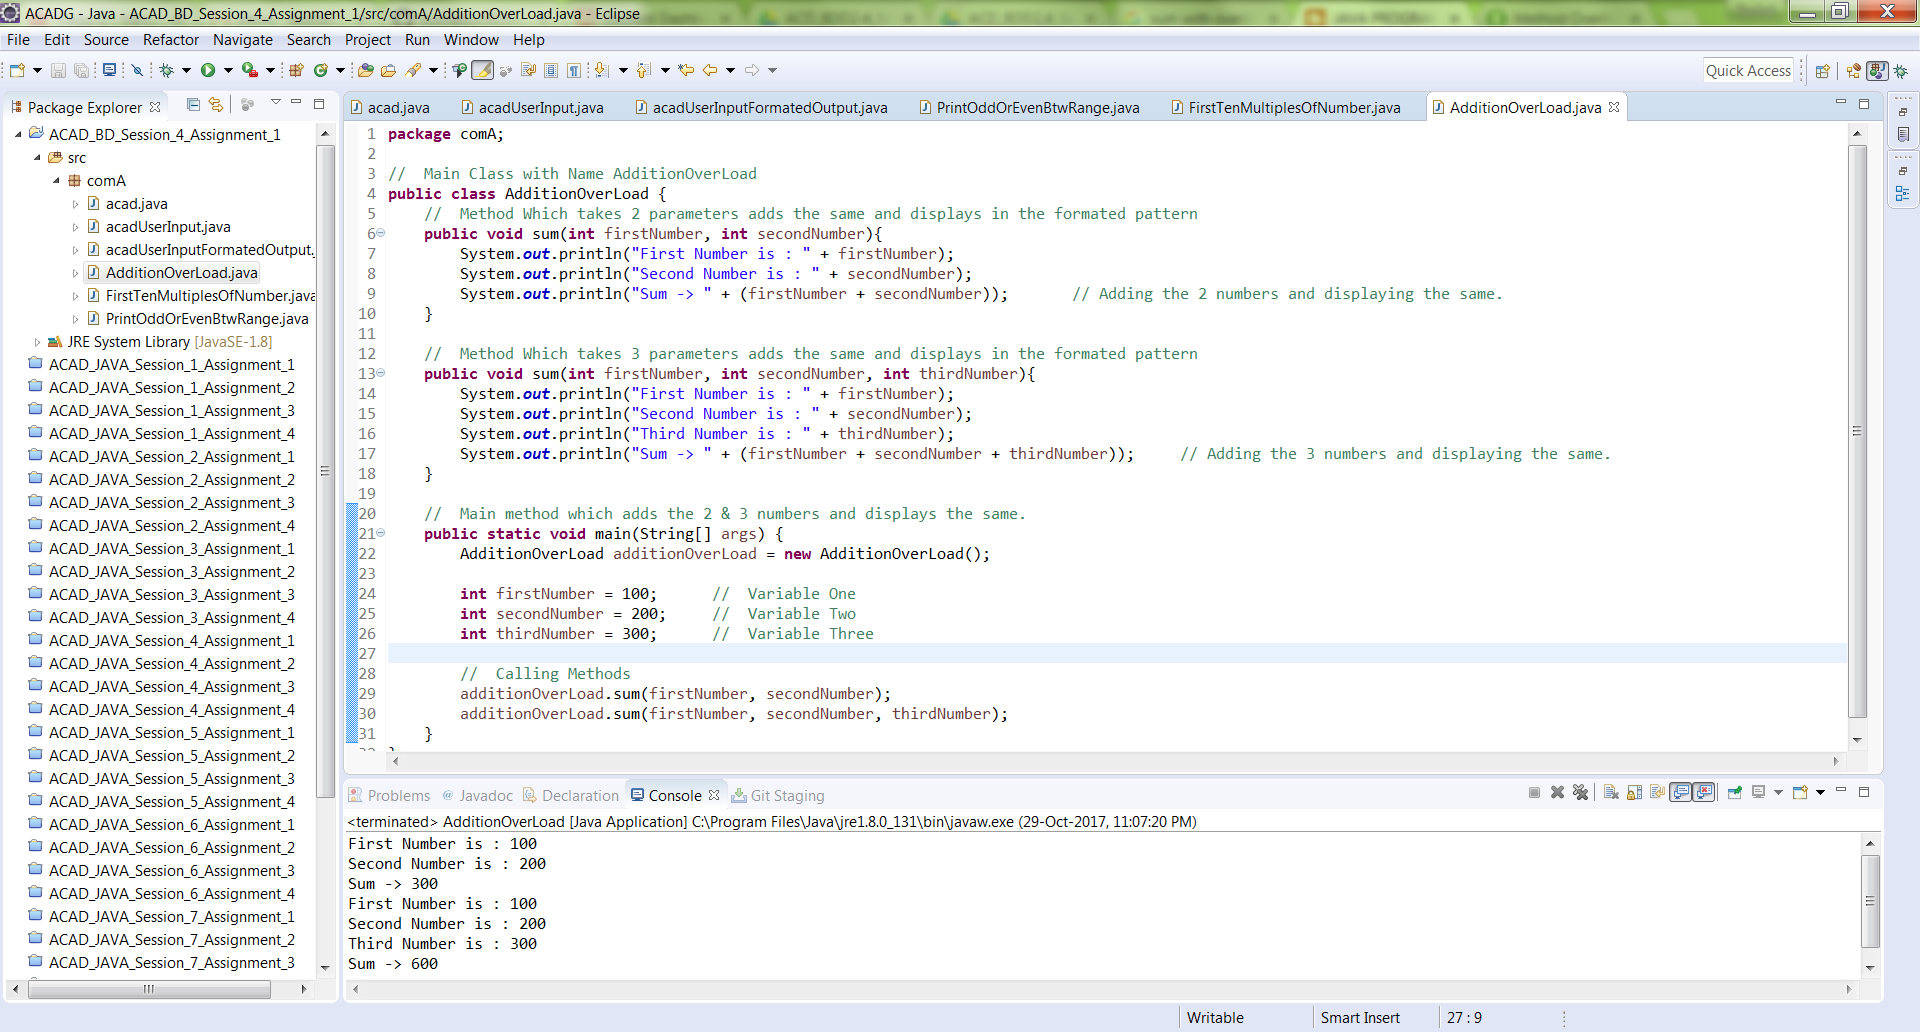 ACADG - Java - ACAD_BD_Session_4_Assignment_1/src/comA/AdditionOverLoad.java - Eclipse
File Edit Source Refactor Navigate Search Project Run Window Help
Quick Access
Package Explorer
ACAD_BD_Session_4_Assignment_1
src
comA
acad.java
acadUserInput.java
acadUserInputFormatedOutput.
AdditionOverLoad.java
FirstTenMultiplesOfNumber.java
PrintOddOrEvenBtwRange.java
JRE System Library [JavaSE-1.8]
ACAD_JAVA_Session_1_Assignment_1
ACAD_JAVA_Session_1_Assignment_2
ACAD_JAVA_Session_1_Assignment_3
ACAD_JAVA_Session_1_Assignment_4
ACAD_JAVA_Session_2_Assignment_1
ACAD_JAVA_Session_2_Assignment_2
ACAD_JAVA_Session_2_Assignment_3
ACAD_JAVA_Session_2_Assignment_4
ACAD_JAVA_Session_3_Assignment_1
ACAD_JAVA_Session_3_Assignment_2
ACAD_JAVA_Session_3_Assignment_3
ACAD_JAVA_Session_3_Assignment_4
ACAD_JAVA_Session_4_Assignment_1
ACAD_JAVA_Session_4_Assignment_2
ACAD_JAVA_Session_4_Assignment_3
ACAD_JAVA_Session_4_Assignment_4
ACAD_JAVA_Session_5_Assignment_1
ACAD_JAVA_Session_5_Assignment_2
ACAD_JAVA_Session_5_Assignment_3
ACAD_JAVA_Session_5_Assignment_4
ACAD_JAVA_Session_6_Assignment_1
ACAD_JAVA_Session_6_Assignment_2
ACAD_JAVA_Session_6_Assignment_3
ACAD_JAVA_Session_6_Assignment_4
ACAD_JAVA_Session_7_Assignment_1
ACAD_JAVA_Session_7_Assignment_2
ACAD_JAVA_Session_7_Assignment_3
acad.java acadUserInput.java acadUserInputFormatedOutput.java PrintOddOrEvenBtwRange.java FirstTenMultiplesOfNumber.java AdditionOverLoad.java
1 package comA;
2
3 // Main Class with Name AdditionOverLoad
4 public class AdditionOverLoad {
5 // Method Which takes 2 parameters adds the same and displays in the formated pattern
6 public void sum(int firstNumber, int secondNumber){
7 System.out.println("First Number is : " + firstNumber);
8 System.out.println("Second Number is : " + secondNumber);
9 System.out.println("Sum -> " + (firstNumber + secondNumber)); // Adding the 2 numbers and displaying the same.
10 }
11
12 // Method Which takes 3 parameters adds the same and displays in the formated pattern
13 public void sum(int firstNumber, int secondNumber, int thirdNumber){
14 System.out.println("First Number is : " + firstNumber);
15 System.out.println("Second Number is : " + secondNumber);
16 System.out.println("Third Number is : " + thirdNumber);
17 System.out.println("Sum -> " + (firstNumber + secondNumber + thirdNumber)); // Adding the 3 numbers and displaying the same.
18 }
19
20 // Main method which adds the 2 & 3 numbers and displays the same.
21 public static void main(String[] args) {
22 AdditionOverLoad additionOverLoad = new AdditionOverLoad();
23
24 int firstNumber = 100; // Variable One
25 int secondNumber = 200; // Variable Two
26 int thirdNumber = 300; // Variable Three
27
28 // Calling Methods
29 additionOverLoad.sum(firstNumber, secondNumber);
30 additionOverLoad.sum(firstNumber, secondNumber, thirdNumber);
31 }
Problems Javadoc Declaration Console Git Staging
<terminated> AdditionOverLoad [Java Application] C:\Program Files\Java\jre1.8.0_131\bin\javaw.exe (29-Oct-2017, 11:07:20 PM)
First Number is : 100
Second Number is : 200
Sum -> 300
First Number is : 100
Second Number is : 200
Third Number is : 300
Sum -> 600
Writable Smart Insert 27 : 9